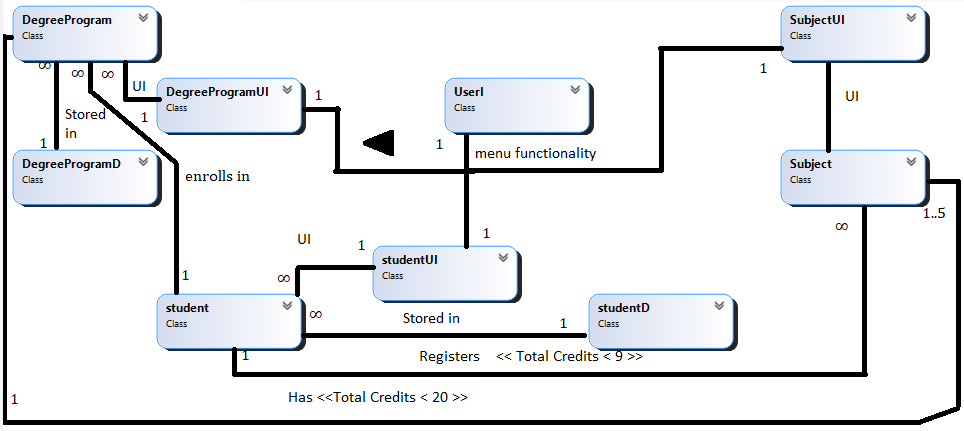 DegreeProgram
Class
SubjectUI
Class
∞
∞
∞
UI
DegreeProgramUI
Class
1
UserI
Class
1
UI
Stored
in
1
1
1
menu functionality
DegreeProgramD
Class
enrolls in
Subject
Class
1..5
∞
UI
1
1
studentUI
Class
1
∞
student
Class
∞
Stored in
1
studentD
Class
1
Registers << Total Credits < 9 >>
Has <<Total Credits < 20 >>
1